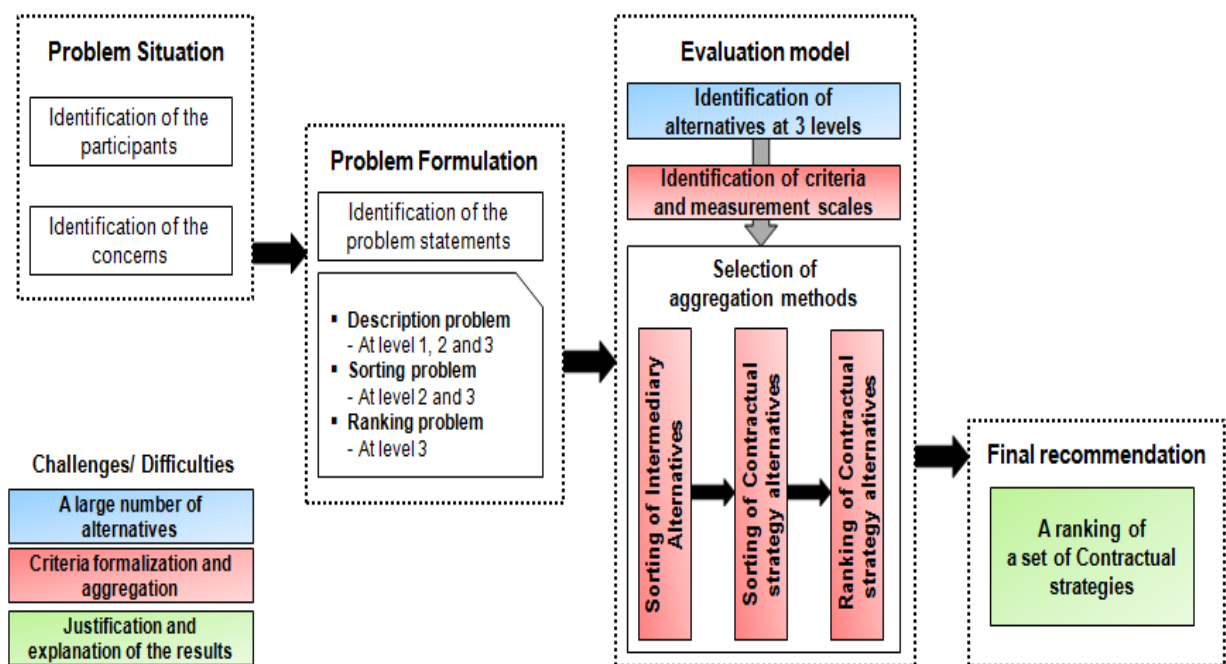 Problem Situation
Identification of the
participants
Identification of the
concerns
Problem Formulation
Identification of the
problem statements
▪ Description problem
- At level 1, 2 and 3
▪ Sorting problem
- At level 2 and 3
▪ Ranking problem
- At level 3
Evaluation model
Identification of
alternatives at 3 levels
Identification of criteria
and measurement scales
Selection of
aggregation methods
Sorting of Intermediary
Alternatives
Sorting of Contractual
strategy alternatives
Ranking of Contractual
strategy alternatives
Final recommendation
A ranking of
a set of Contractual
strategies
Challenges/ Difficulties
A large number of
alternatives
Criteria formalization and
aggregation
Justification and
explanation of the results